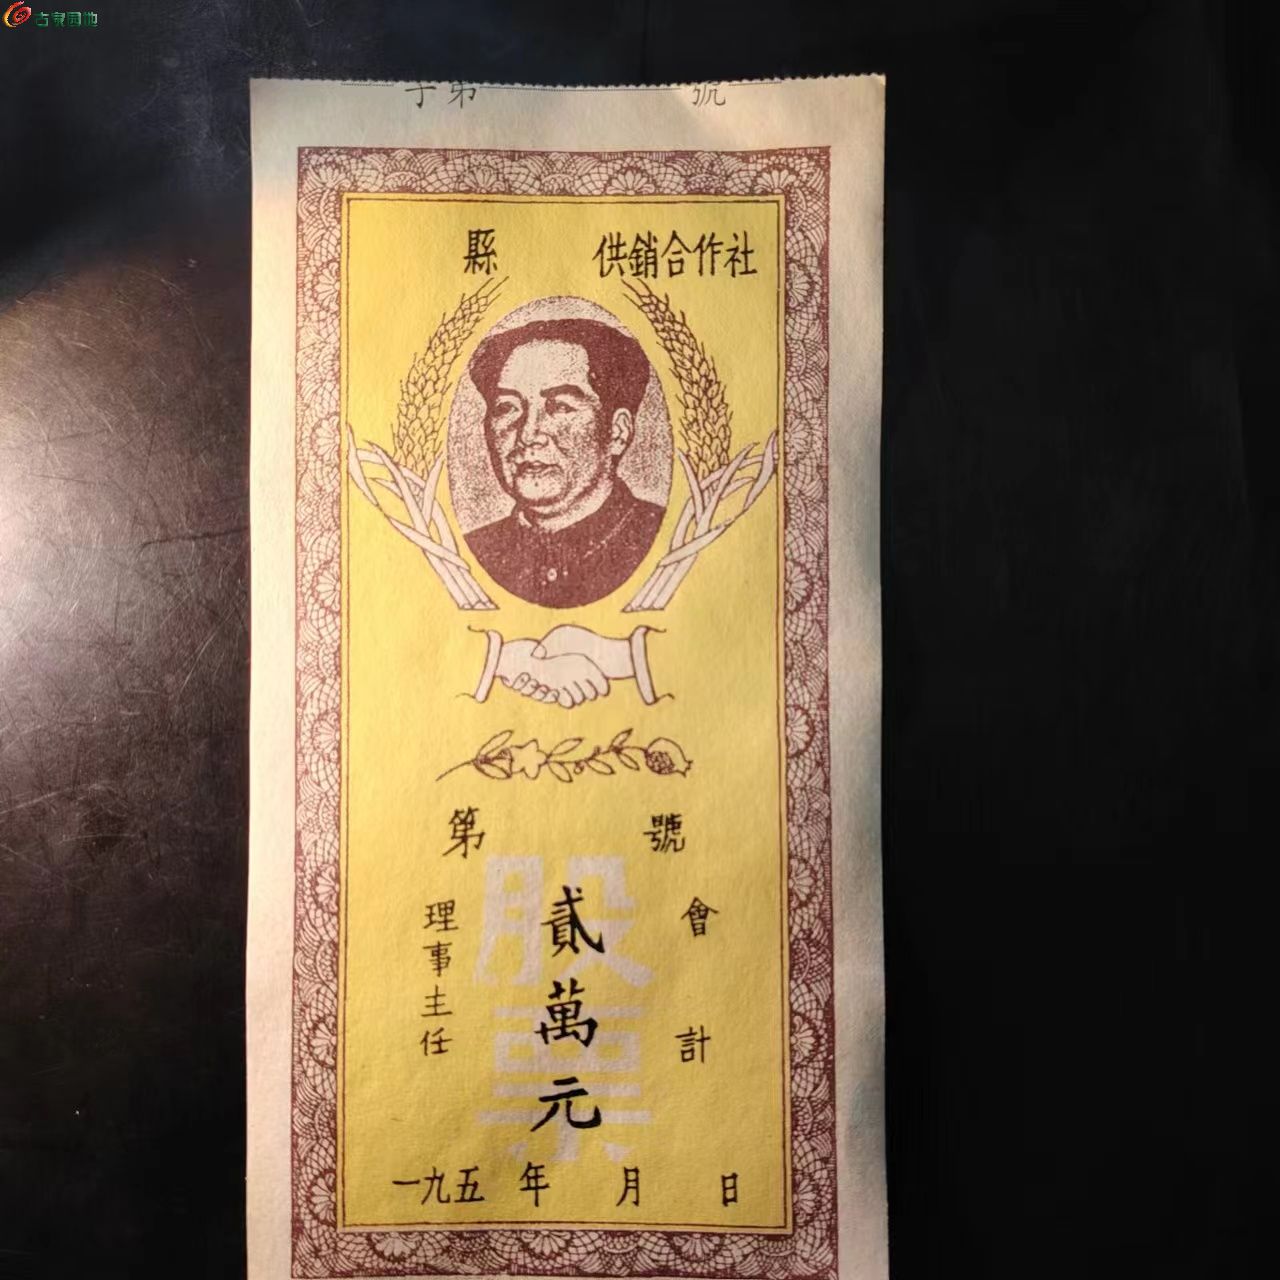 古泉园地
字第 號
縣 供銷合作社
第 號
股票
貳萬元
理事主任
會計
一九五 年 月 日